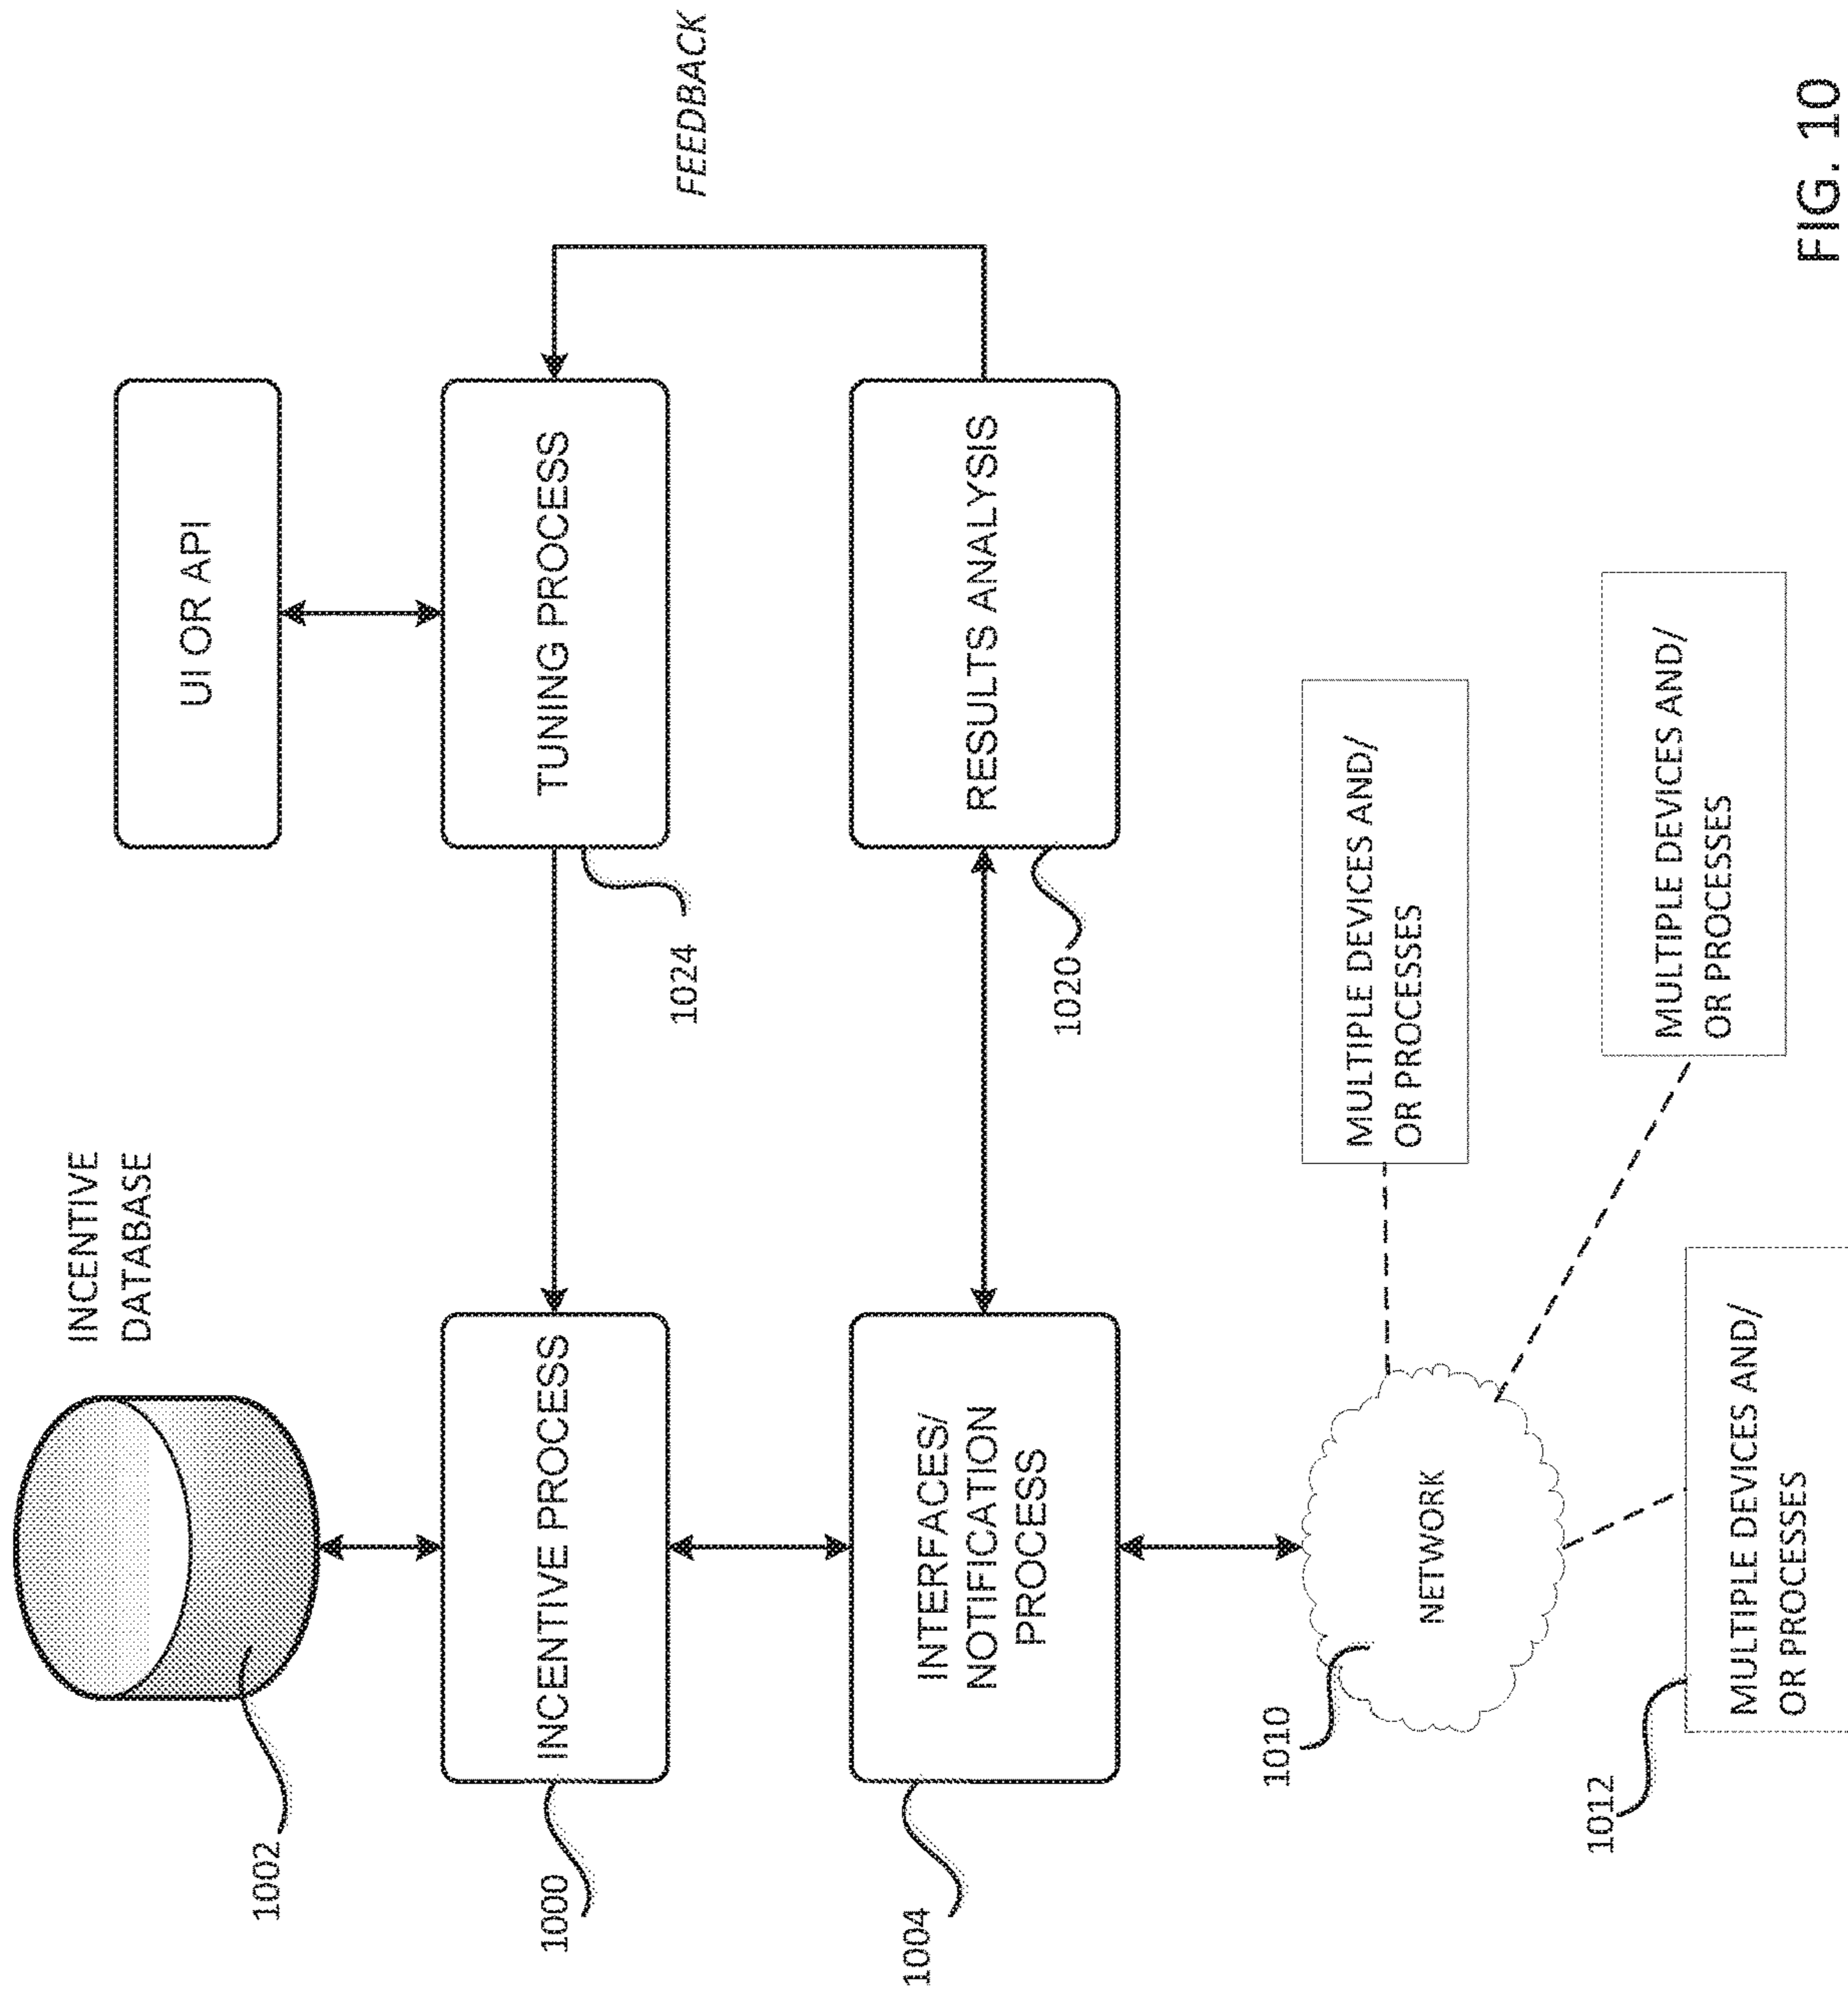 INCENTIVE
DATABASE
1002
UI OR API
1000
INCENTIVE PROCESS
1024
TUNING PROCESS
FEEDBACK
1004
INTERFACES/
NOTIFICATION
PROCESS
1020
RESULTS ANALYSIS
1010
NETWORK
MULTIPLE DEVICES AND/
OR PROCESSES
MULTIPLE DEVICES AND/
OR PROCESSES
1012
MULTIPLE DEVICES AND/
OR PROCESSES
FIG. 10